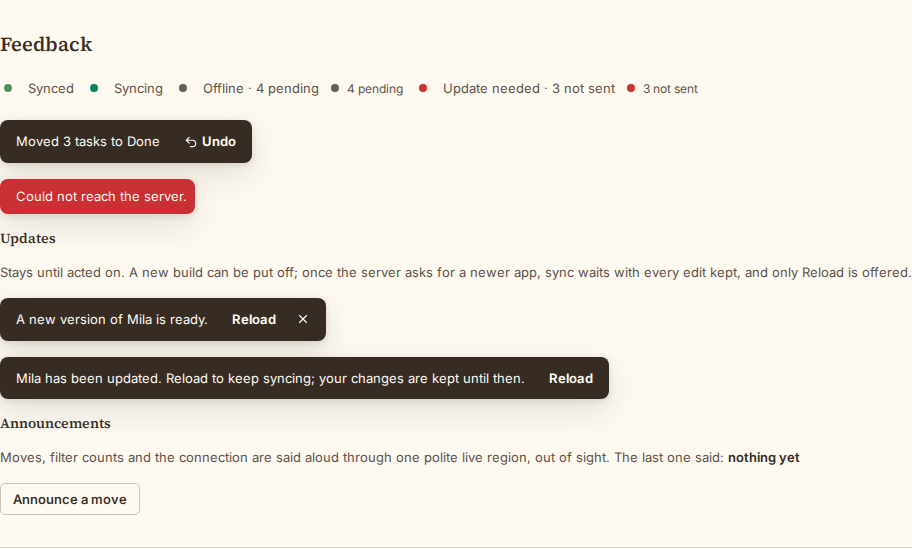 Feedback
Synced Syncing Offline · 4 pending 4 pending Update needed · 3 not sent 3 not sent
Moved 3 tasks to Done Undo
Could not reach the server.
Updates
Stays until acted on. A new build can be put off; once the server asks for a newer app, sync waits with every edit kept, and only Reload is offered.
A new version of Mila is ready. Reload
Mila has been updated. Reload to keep syncing; your changes are kept until then. Reload
Announcements
Moves, filter counts and the connection are said aloud through one polite live region, out of sight. The last one said: nothing yet
Announce a move